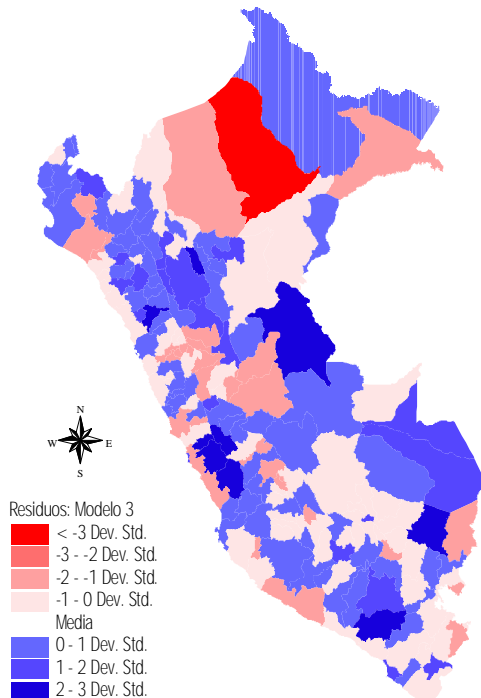 N
W E
S
Residuos: Modelo 3
< -3 Dev. Std.
-3 - -2 Dev. Std.
-2 - -1 Dev. Std.
-1 - 0 Dev. Std.
Media
0 - 1 Dev. Std.
1 - 2 Dev. Std.
2 - 3 Dev. Std.